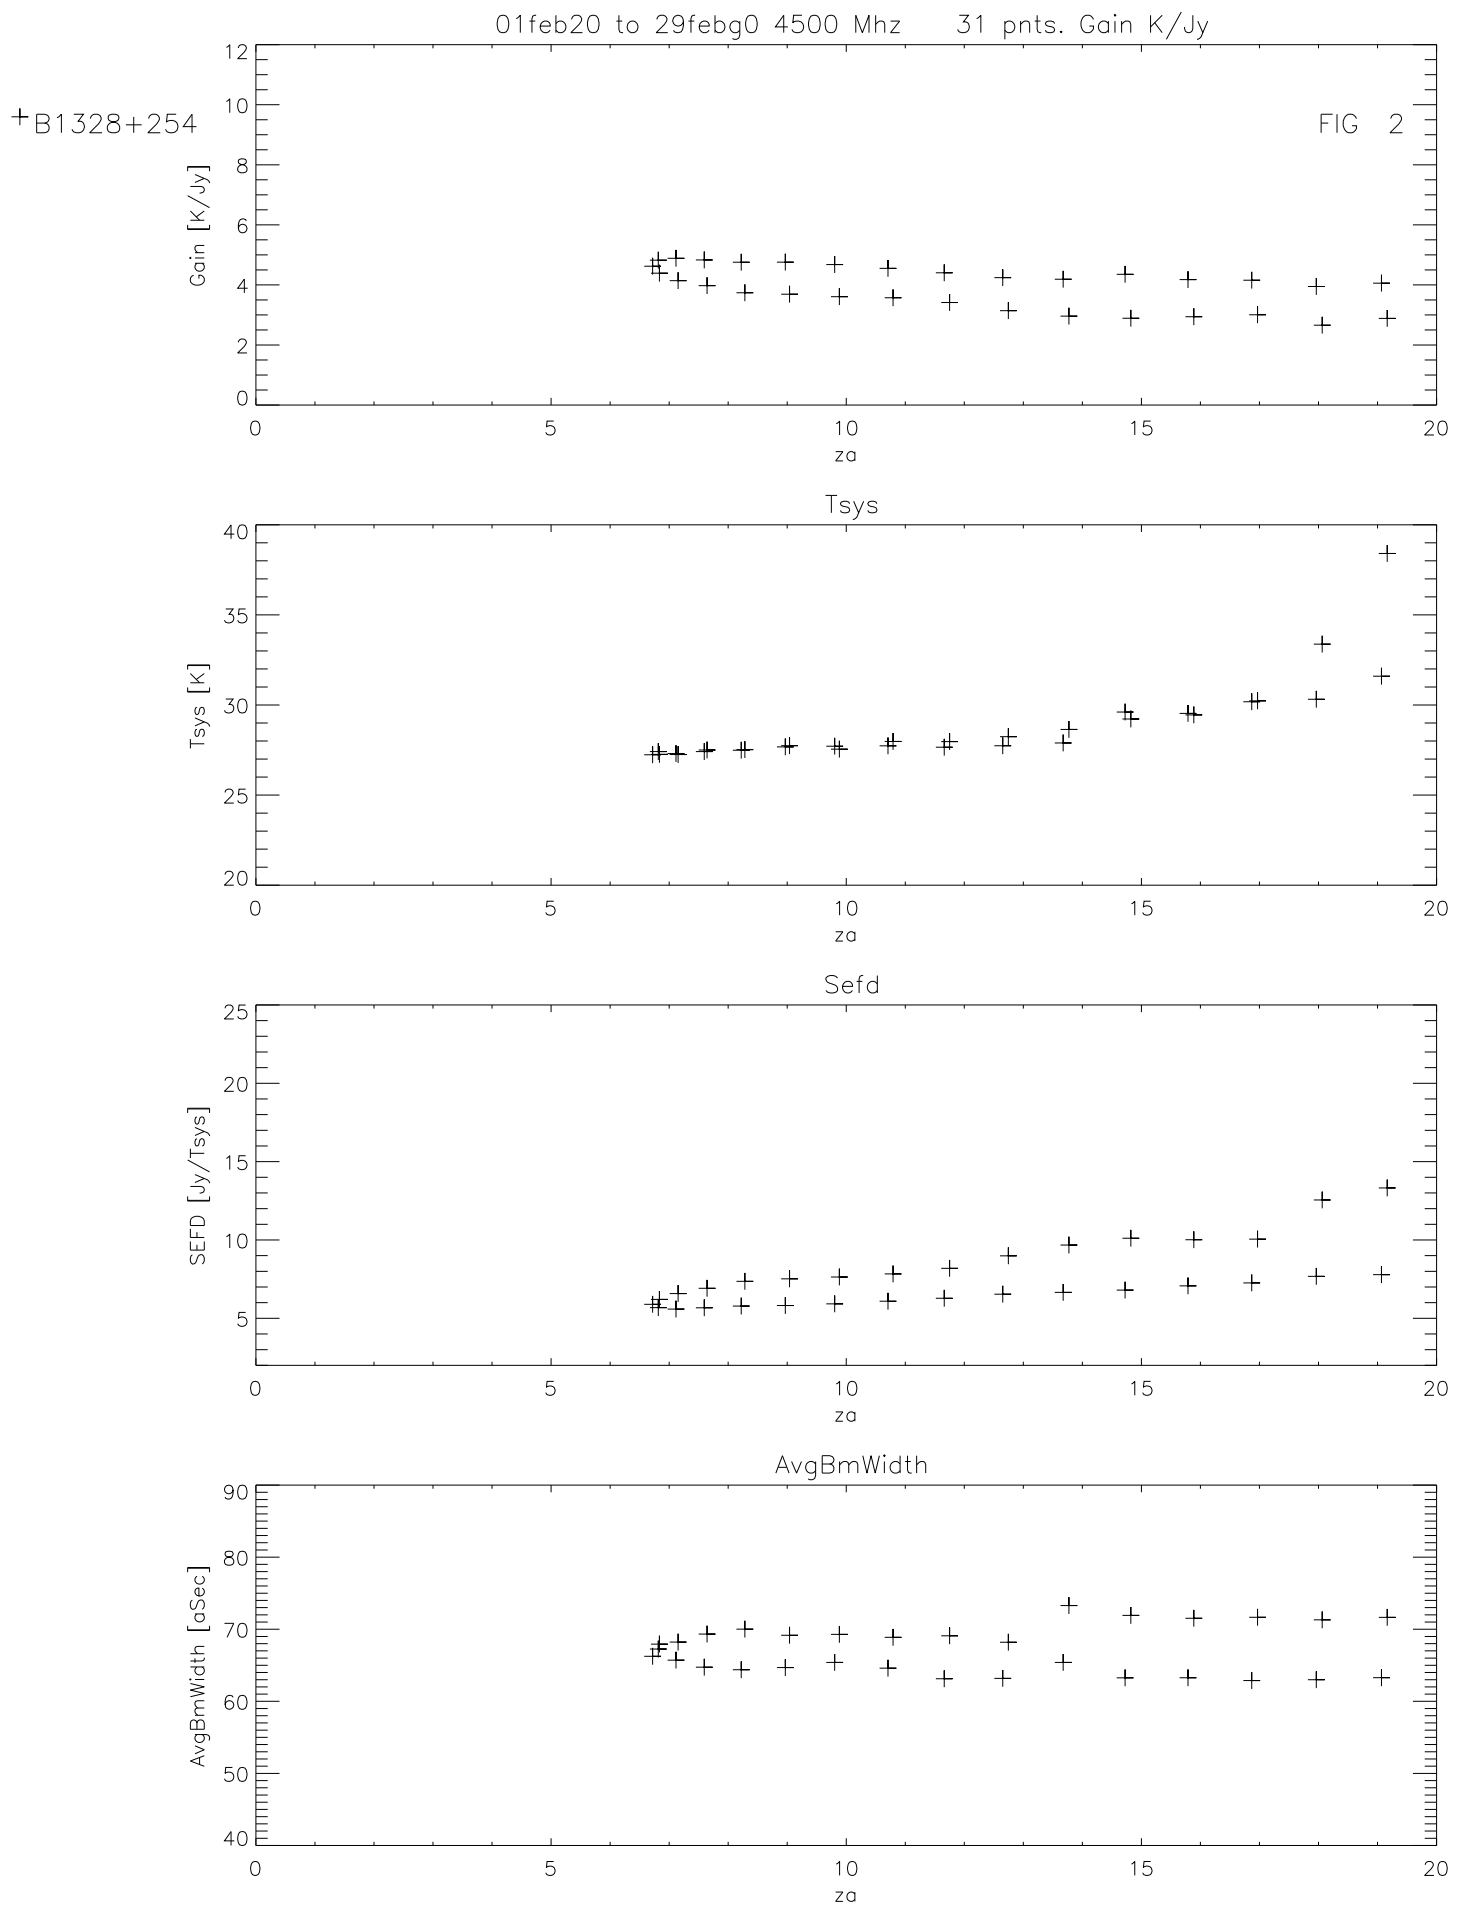 01feb20 to 29febg0 4500 Mhz 31 pnts. Gain K/Jy
+ B1328+254
FIG 2
Gain [K/Jy]
12
10
8
6
4
2
0
0 5 10 15 20
za
Tsys
Tsys [K]
40
35
30
25
20
0 5 10 15 20
za
Sefd
SEFD [Jy/Tsys]
25
20
15
10
5
0 5 10 15 20
za
AvgBmWidth
AvgBmWidth [aSec]
90
80
70
60
50
40
0 5 10 15 20
za